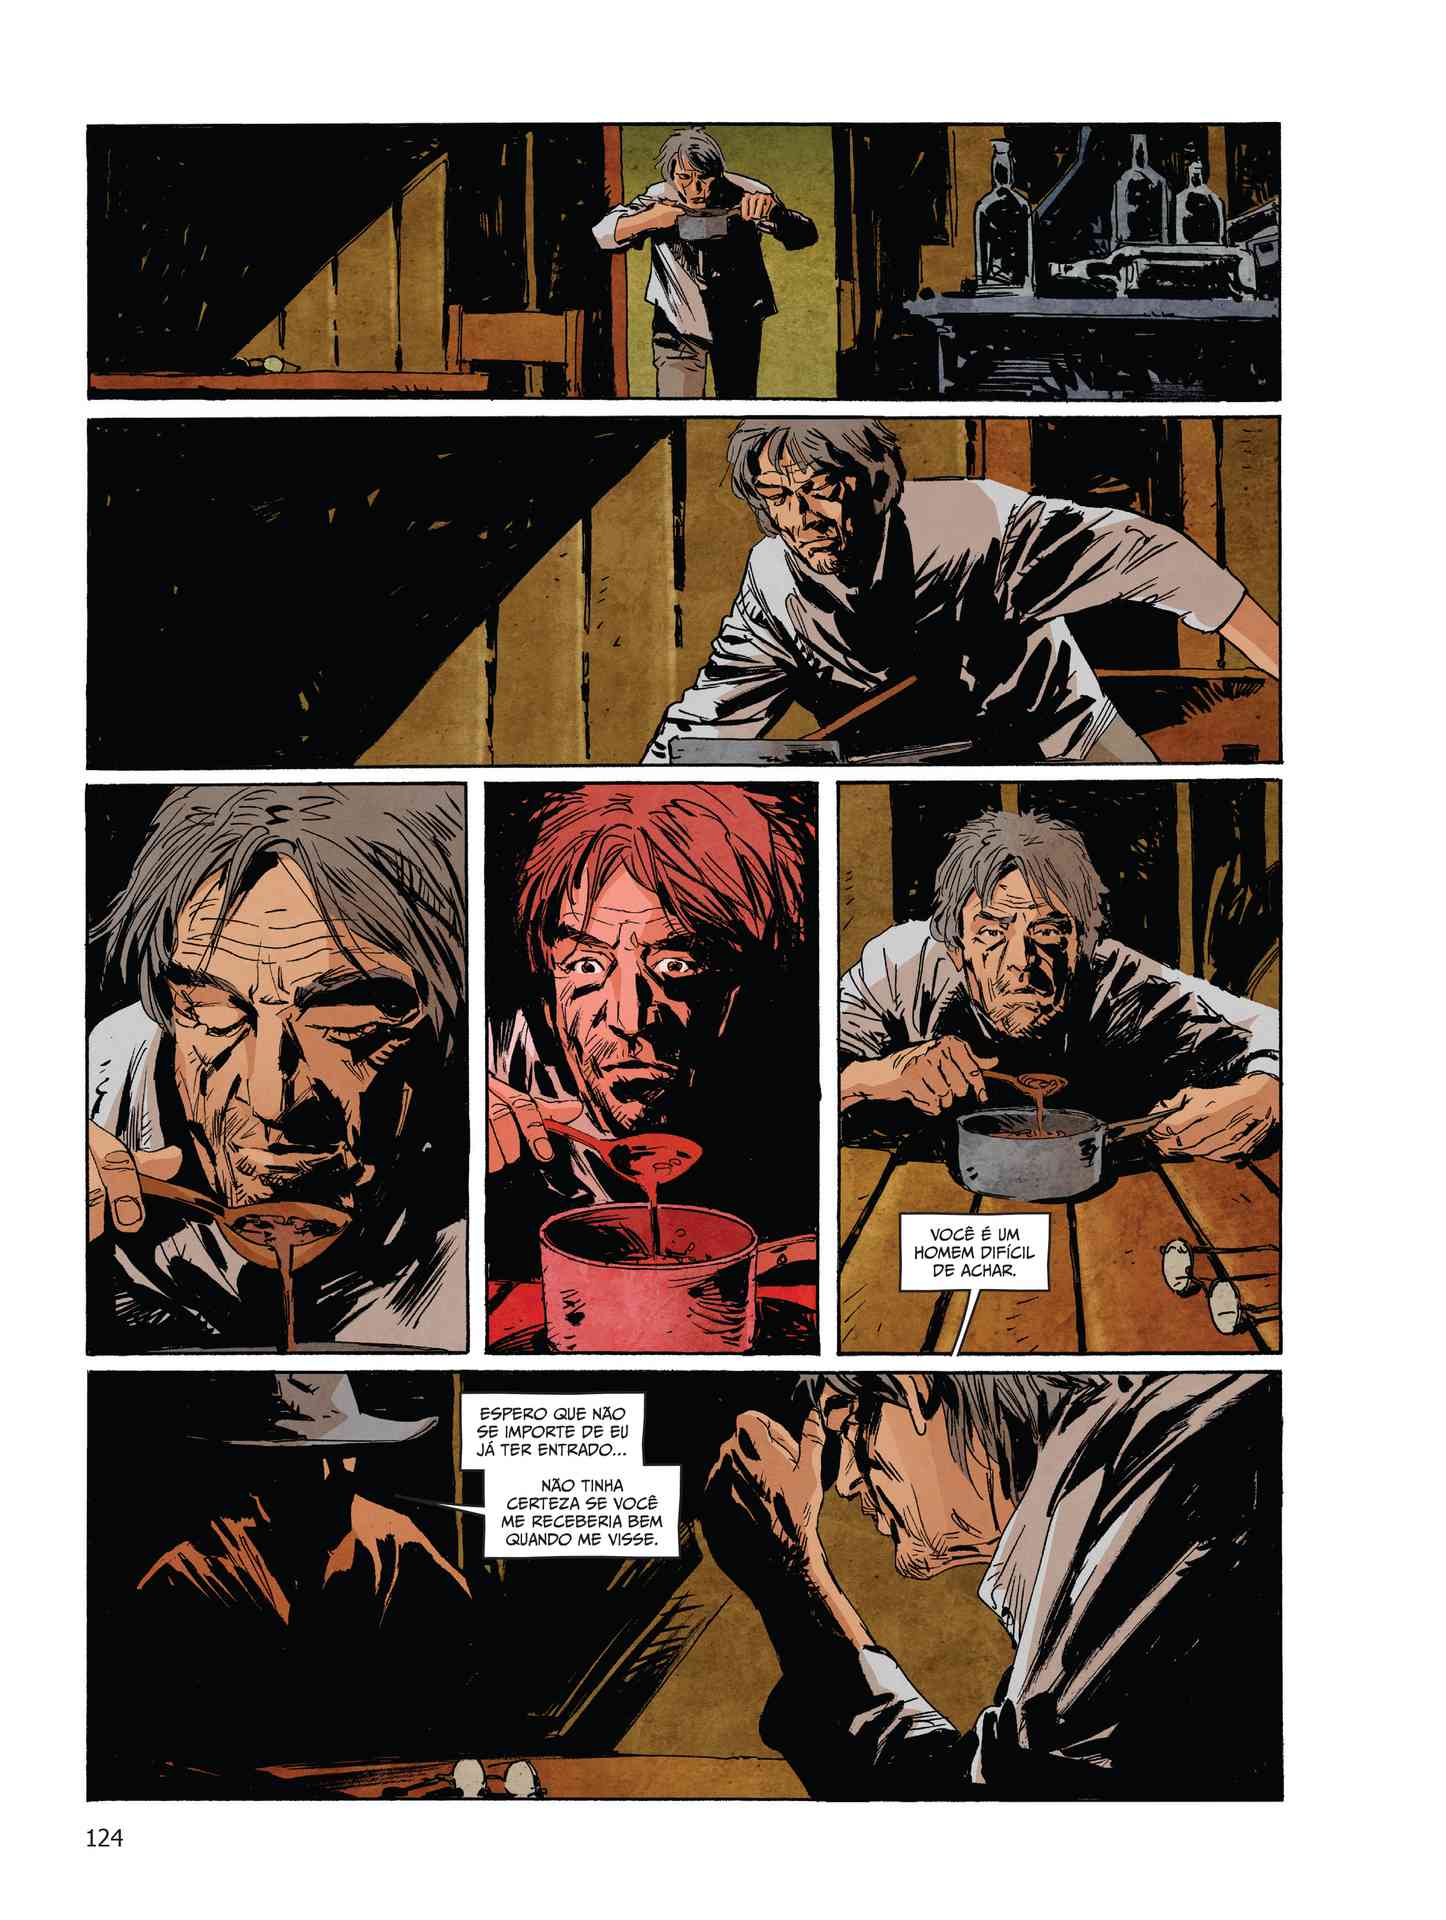 VOCÊ É UM
HOMEM DIFÍCIL
DE ACHAR.
ESPERO QUE NÃO
SE IMPORTE DE EU
JÁ TER ENTRADO...
NÃO TINHA
CERTEZA SE VOCÊ
ME RECEBERIA BEM
QUANDO ME VISSE.
124